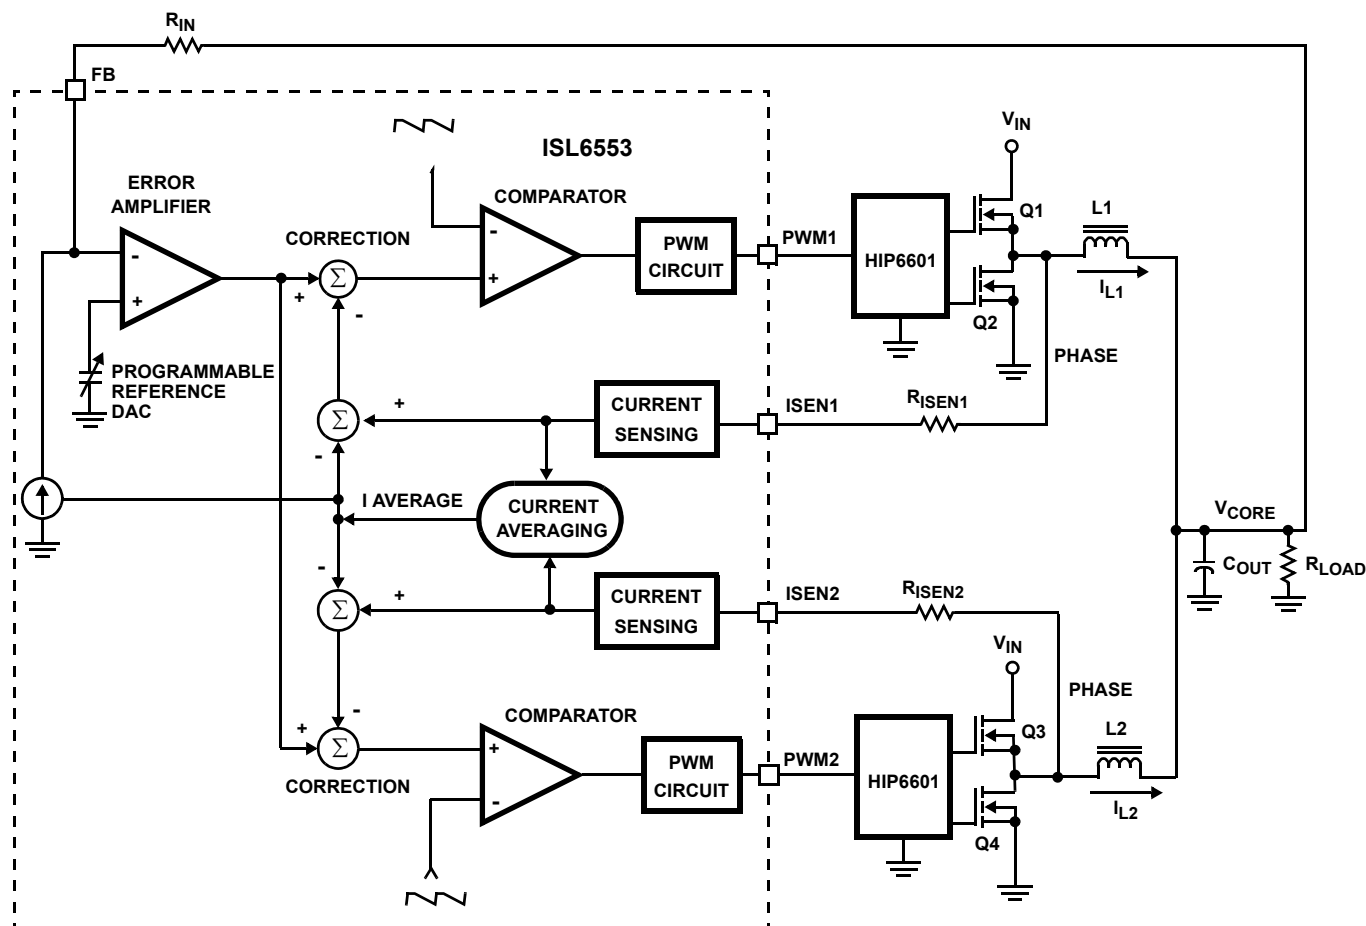 R_IN
FB
ISL6553
V_IN
ERROR
AMPLIFIER
COMPARATOR
CORRECTION
-
+
-
+
+
-
Σ
PWM
CIRCUIT
PWM1
HIP6601
Q1
Q2
L1
I_L1
PHASE
PROGRAMMABLE
REFERENCE
DAC
Σ
+
-
CURRENT
SENSING
ISEN1
R_ISEN1
I AVERAGE
CURRENT
AVERAGING
V_CORE
C_OUT
R_LOAD
-
Σ
+
CURRENT
SENSING
ISEN2
R_ISEN2
V_IN
PHASE
-
+
Σ
CORRECTION
COMPARATOR
+
-
PWM
CIRCUIT
PWM2
HIP6601
Q3
Q4
L2
I_L2